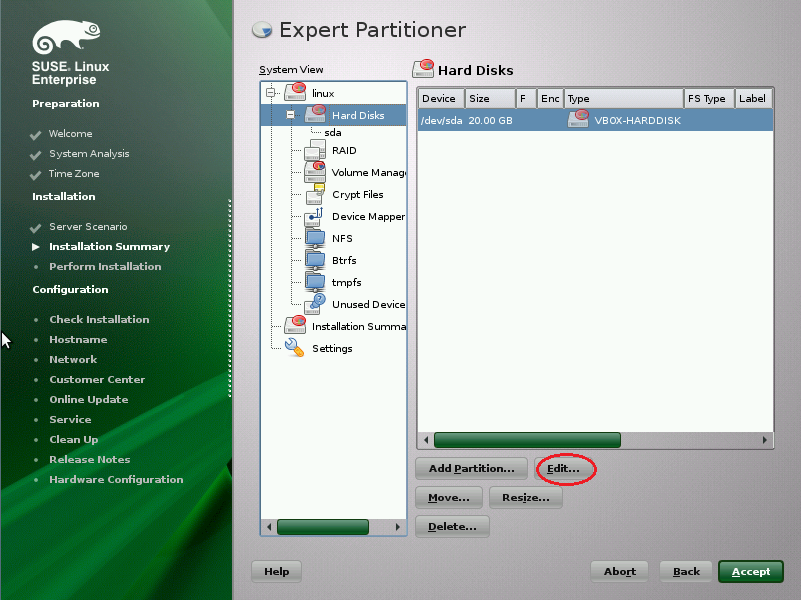 SUSE® Linux
Enterprise
Preparation
Welcome
System Analysis
Time Zone
Installation
Server Scenario
Installation Summary
Perform Installation
Configuration
Check Installation
Hostname
Network
Customer Center
Online Update
Service
Clean Up
Release Notes
Hardware Configuration
Expert Partitioner
System View
linux
Hard Disks
sda
RAID
Volume Manag
Crypt Files
Device Mapper
NFS
Btrfs
tmpfs
Unused Device
Installation Summa
Settings
Hard Disks
Device Size F Enc Type FS Type Label
/dev/sda 20.00 GB VBOX-HARDDISK
Add Partition... Edit...
Move... Resize...
Delete...
Help Abort Back Accept